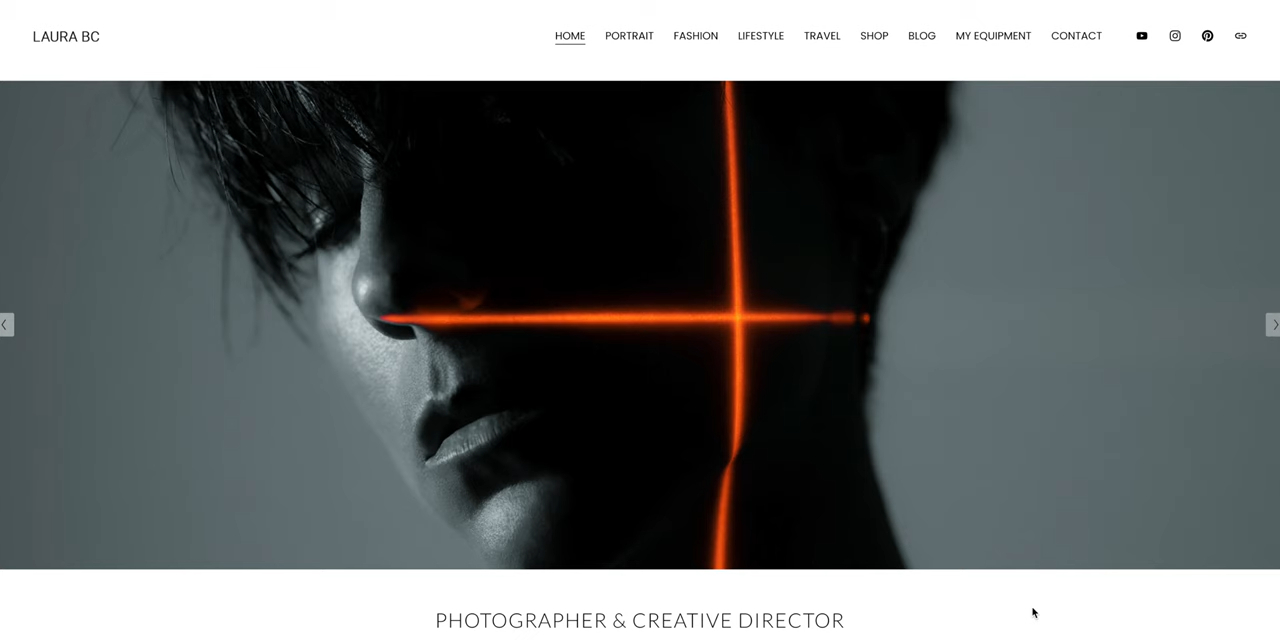 LAURA BC
HOME PORTRAIT FASHION LIFESTYLE TRAVEL SHOP BLOG MY EQUIPMENT CONTACT
PHOTOGRAPHER & CREATIVE DIRECTOR